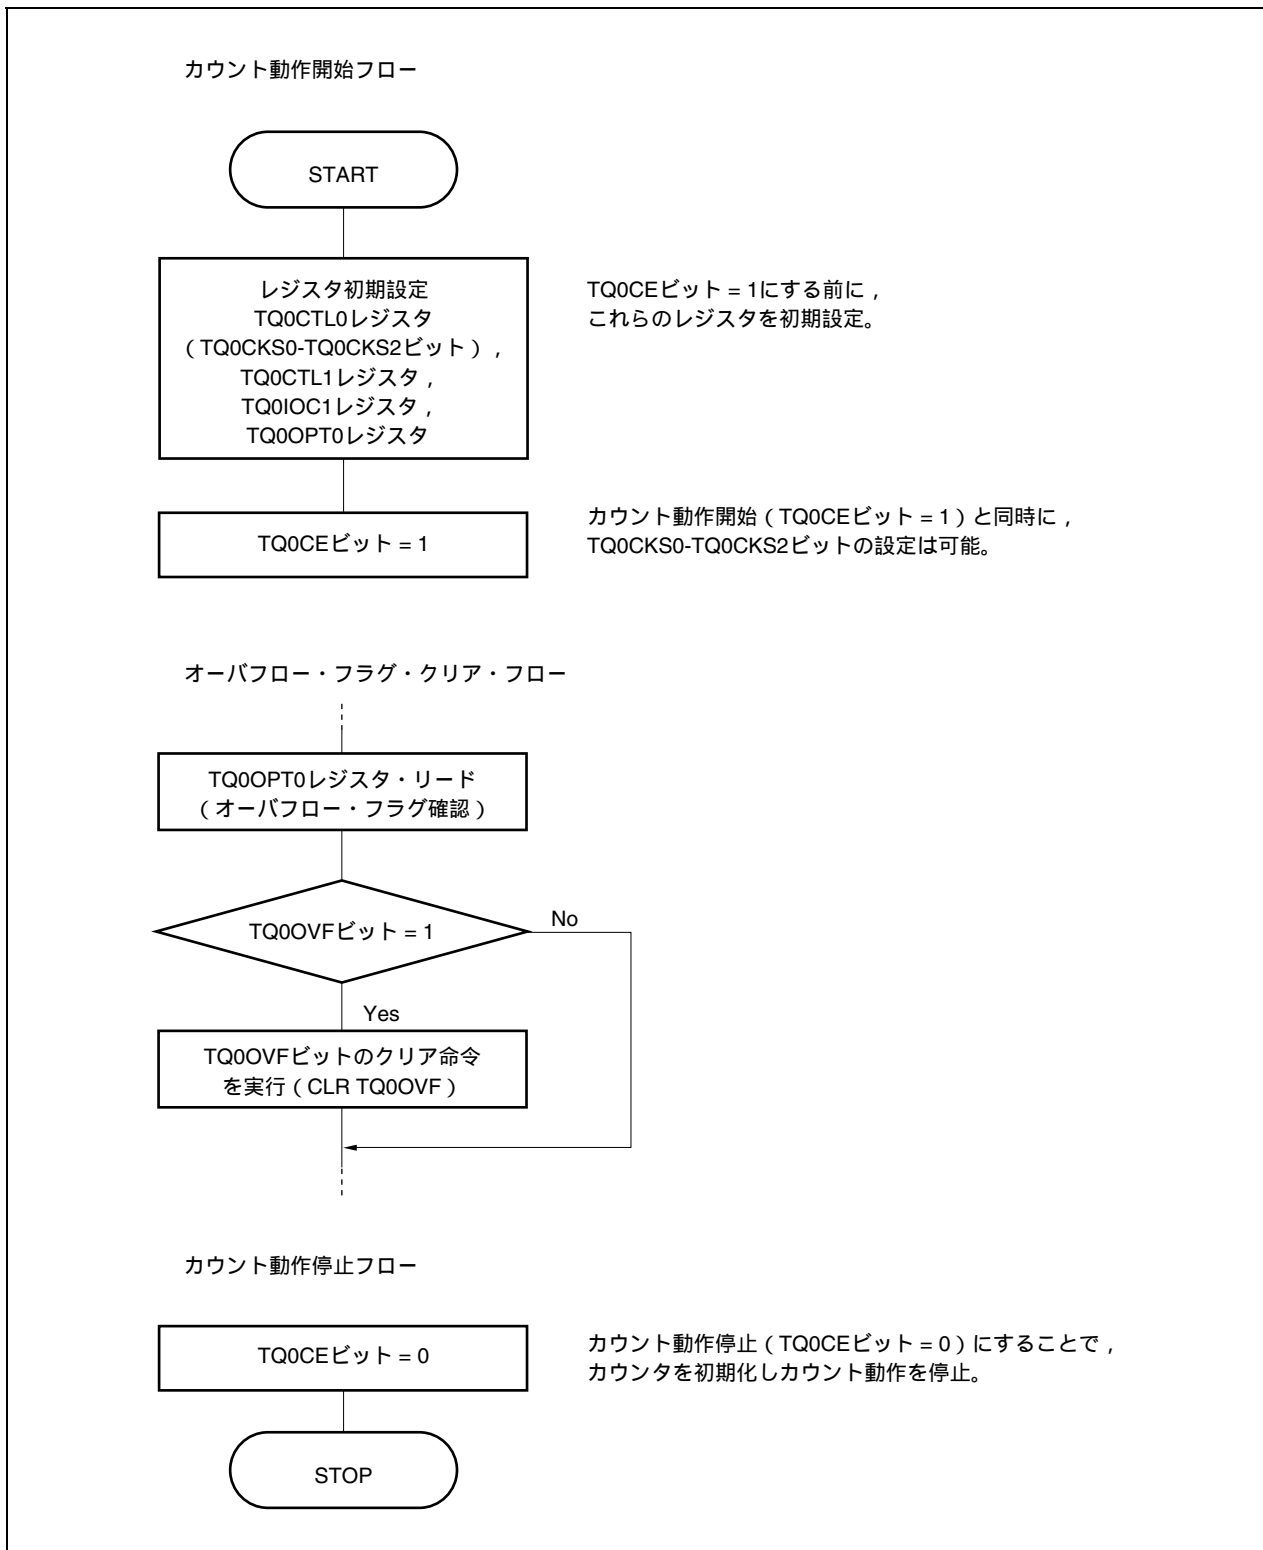 カウント動作開始フロー
START
レジスタ初期設定
TQ0CTL0レジスタ
（TQ0CKS0-TQ0CKS2ビット），
TQ0CTL1レジスタ，
TQ0IOC1レジスタ，
TQ0OPT0レジスタ
TQ0CEビット = 1にする前に，
これらのレジスタを初期設定。
TQ0CEビット = 1
カウント動作開始（TQ0CEビット = 1）と同時に，
TQ0CKS0-TQ0CKS2ビットの設定は可能。
オーバフロー・フラグ・クリア・フロー
TQ0OPT0レジスタ・リード
（オーバフロー・フラグ確認）
TQ0OVFビット = 1
No
Yes
TQ0OVFビットのクリア命令
を実行（CLR TQ0OVF）
カウント動作停止フロー
TQ0CEビット = 0
カウント動作停止（TQ0CEビット = 0）にすることで，
カウンタを初期化しカウント動作を停止。
STOP